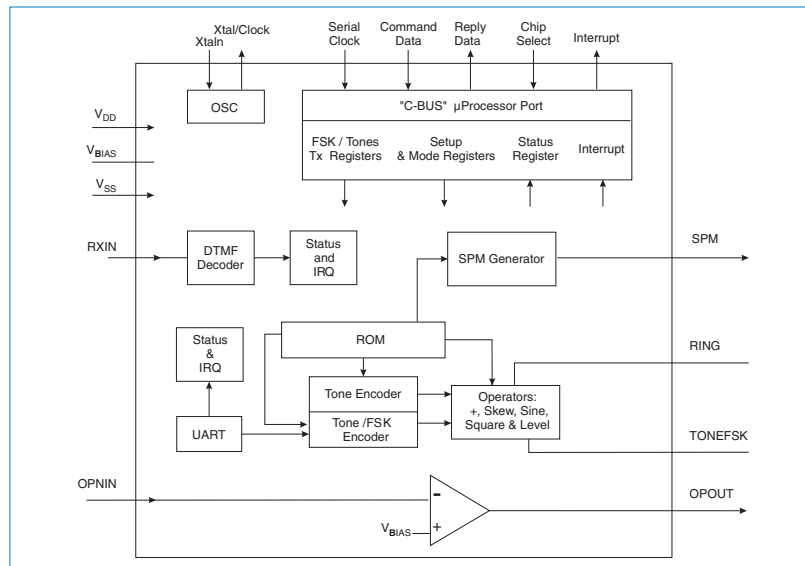 Xtal/Clock
Xtaln
Serial
Clock
Command
Data
Reply
Data
Chip
Select
Interrupt
OSC
"C-BUS" µProcessor Port
FSK / Tones
Tx Registers
Setup
& Mode Registers
Status
Register
Interrupt
VDD
VBIAS
VSS
RXIN
DTMF
Decoder
Status
and
IRQ
SPM Generator
SPM
Status
&
IRQ
ROM
RING
Tone Encoder
Tone /FSK
Encoder
Operators:
+, Skew, Sine,
Square & Level
UART
TONEFSK
OPNIN
-
OPOUT
VBIAS
+